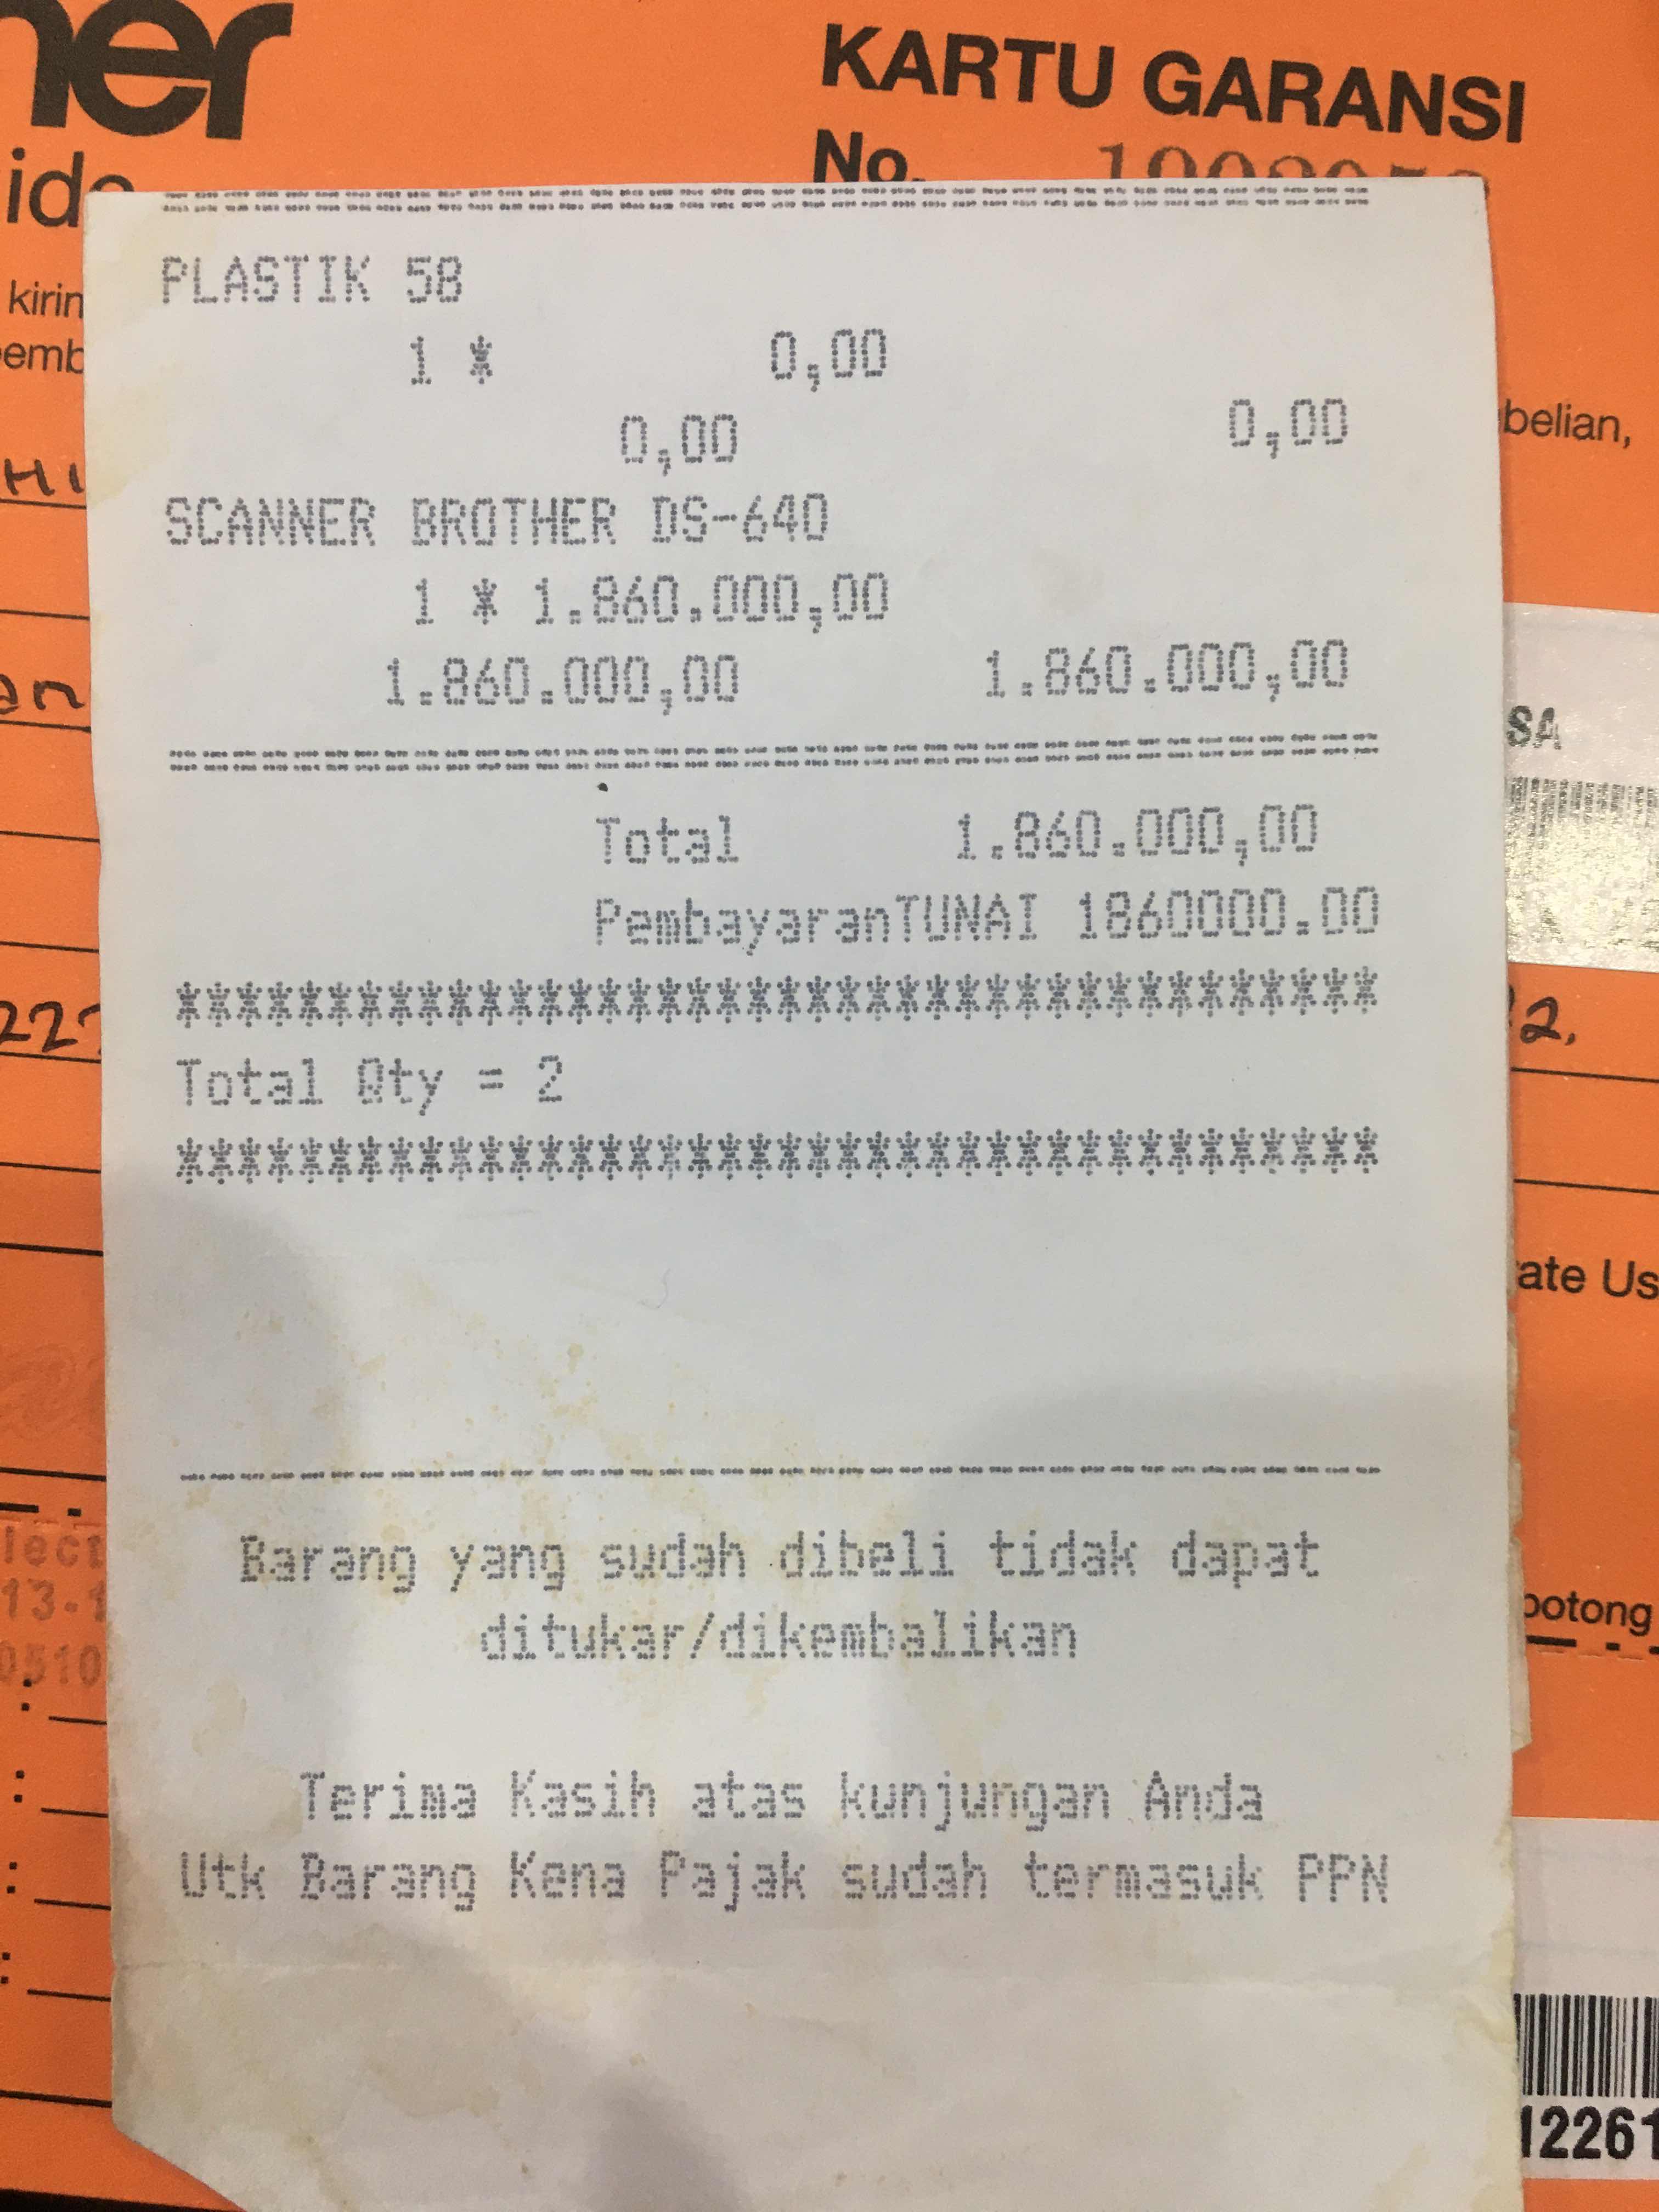 KARTU GARANSI
No.
PLASTIK 5B
1 * 0,00
0,00 0,00
SCANNER BROTHER DS-640
1 * 1.860.000,00
1.860.000,00 1.860.000,00
Total 1.860.000,00
PembayaranTUNAI 1860000.00
****************************************
Total Qty = 2
****************************************
Barang yang sudah dibeli tidak dapat
ditukar/dikembalikan
Terima Kasih atas kunjungan Anda
Utk Barang Kena Pajak sudah termasuk PPN
kirin
emb
belian,
SA
ate Us
potong
12261